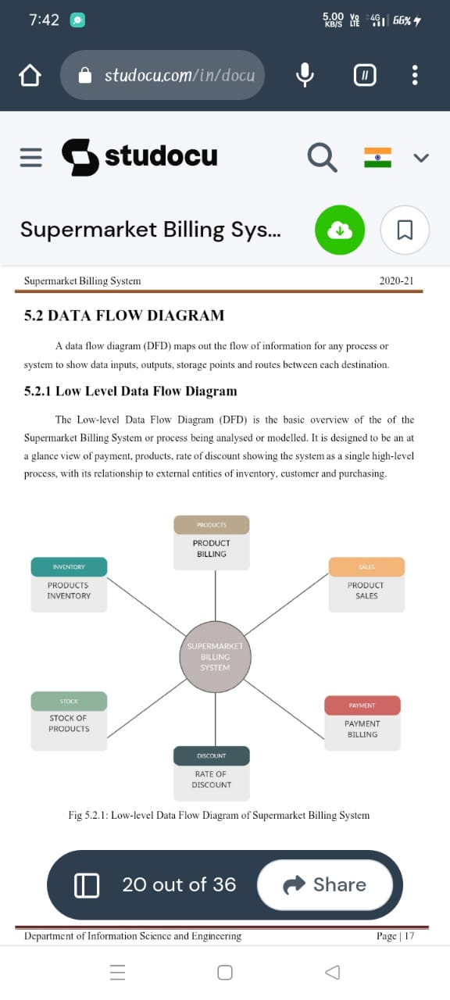 7:42
5.00 KB/S Vo LTE 4G 66%
studocu.com/in/docu
studocu
Supermarket Billing Sys...
Supermarket Billing System 2020-21
5.2 DATA FLOW DIAGRAM
A data flow diagram (DFD) maps out the flow of information for any process or
system to show data inputs, outputs, storage points and routes between each destination.
5.2.1 Low Level Data Flow Diagram
The Low-level Data Flow Diagram (DFD) is the basic overview of the of the
Supermarket Billing System or process being analysed or modelled. It is designed to be an at
a glance view of payment, products, rate of discount showing the system as a single high-level
process, with its relationship to external entities of inventory, customer and purchasing.
PRODUCTS
PRODUCT
BILLING
INVENTORY
PRODUCTS
INVENTORY
SALES
PRODUCT
SALES
SUPERMARKET
BILLING
SYSTEM
STOCK
STOCK OF
PRODUCTS
PAYMENT
PAYMENT
BILLING
DISCOUNT
RATE OF
DISCOUNT
Fig 5.2.1: Low-level Data Flow Diagram of Supermarket Billing System
20 out of 36
Share
Department of Information Science and Engineering Page | 17